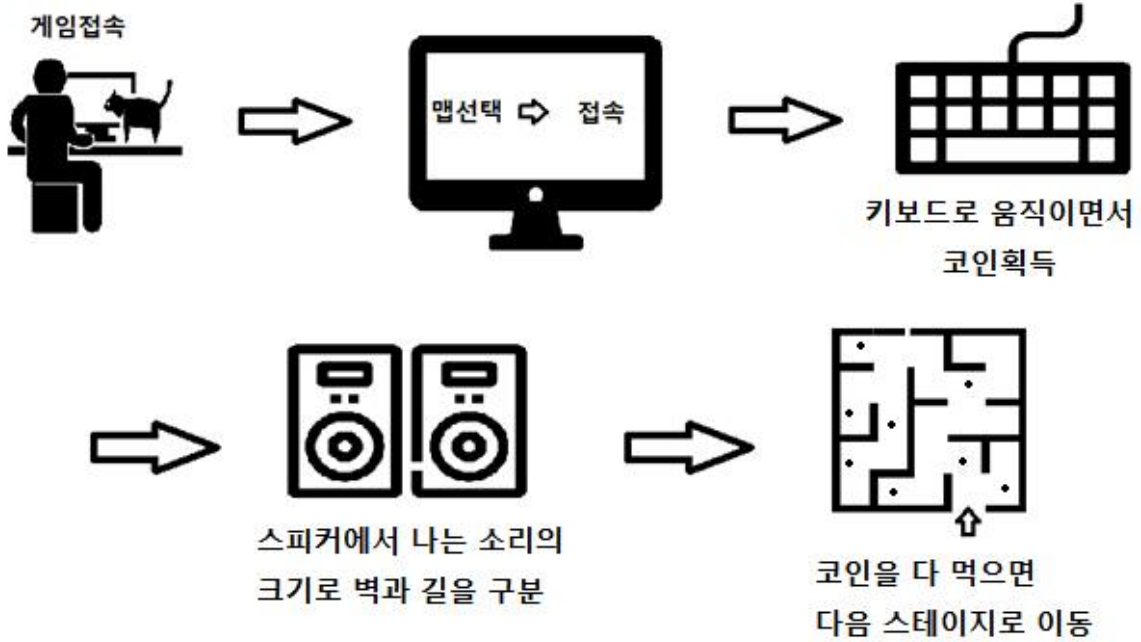 게임접속
맵선택 ⇨ 접속
키보드로 움직이면서
코인획득
스피커에서 나는 소리의
크기로 벽과 길을 구분
코인을 다 먹으면
다음 스테이지로 이동